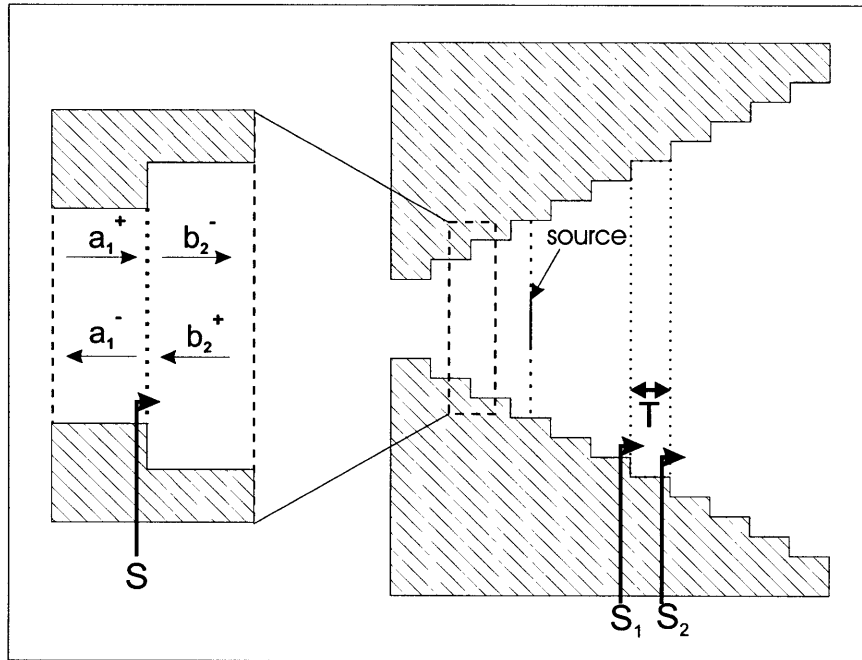 a₁⁺ b₂⁻
a₁⁻ b₂⁺
S
source
T
S₁ S₂